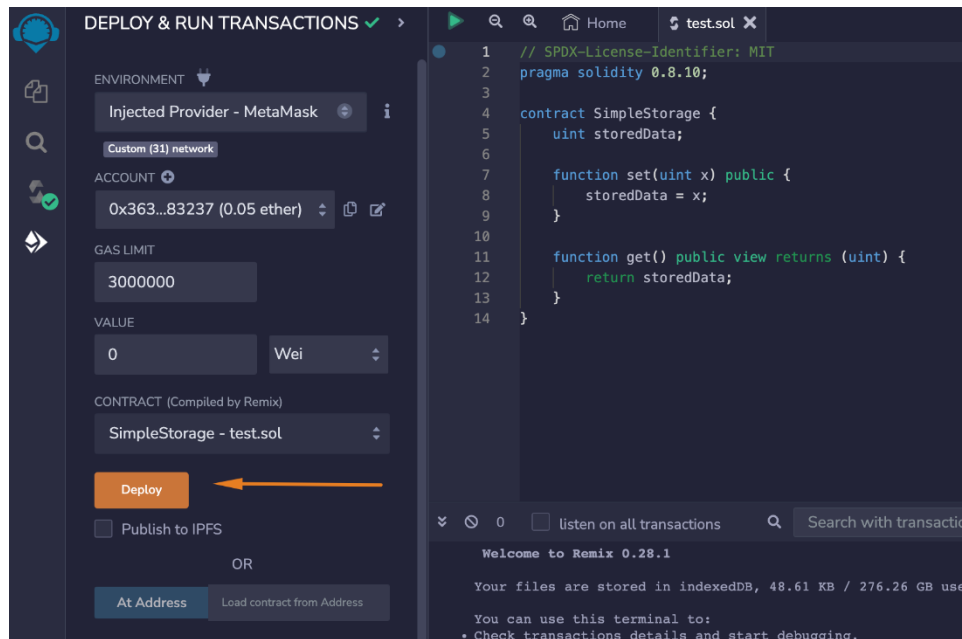 DEPLOY & RUN TRANSACTIONS
ENVIRONMENT
Injected Provider - MetaMask
Custom (31) network
ACCOUNT
0x363...83237 (0.05 ether)
GAS LIMIT
3000000
VALUE
0
Wei
CONTRACT (Compiled by Remix)
SimpleStorage - test.sol
Deploy
Publish to IPFS
OR
At Address
Load contract from Address
Home
test.sol
1 // SPDX-License-Identifier: MIT
2 pragma solidity 0.8.10;
3
4 contract SimpleStorage {
5     uint storedData;
6
7     function set(uint x) public {
8         storedData = x;
9     }
10
11     function get() public view returns (uint) {
12         return storedData;
13     }
14 }
0
listen on all transactions
Search with transactio
Welcome to Remix 0.28.1
Your files are stored in indexedDB, 48.61 KB / 276.26 GB use
You can use this terminal to:
• Check transactions details and start debugging.